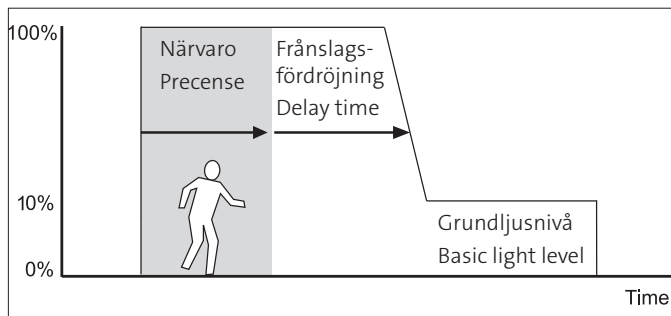 100%
Närvaro
Precense
Frånslags-
fördröjning
Delay time
10%
Grundljusnivå
Basic light level
0%
Time